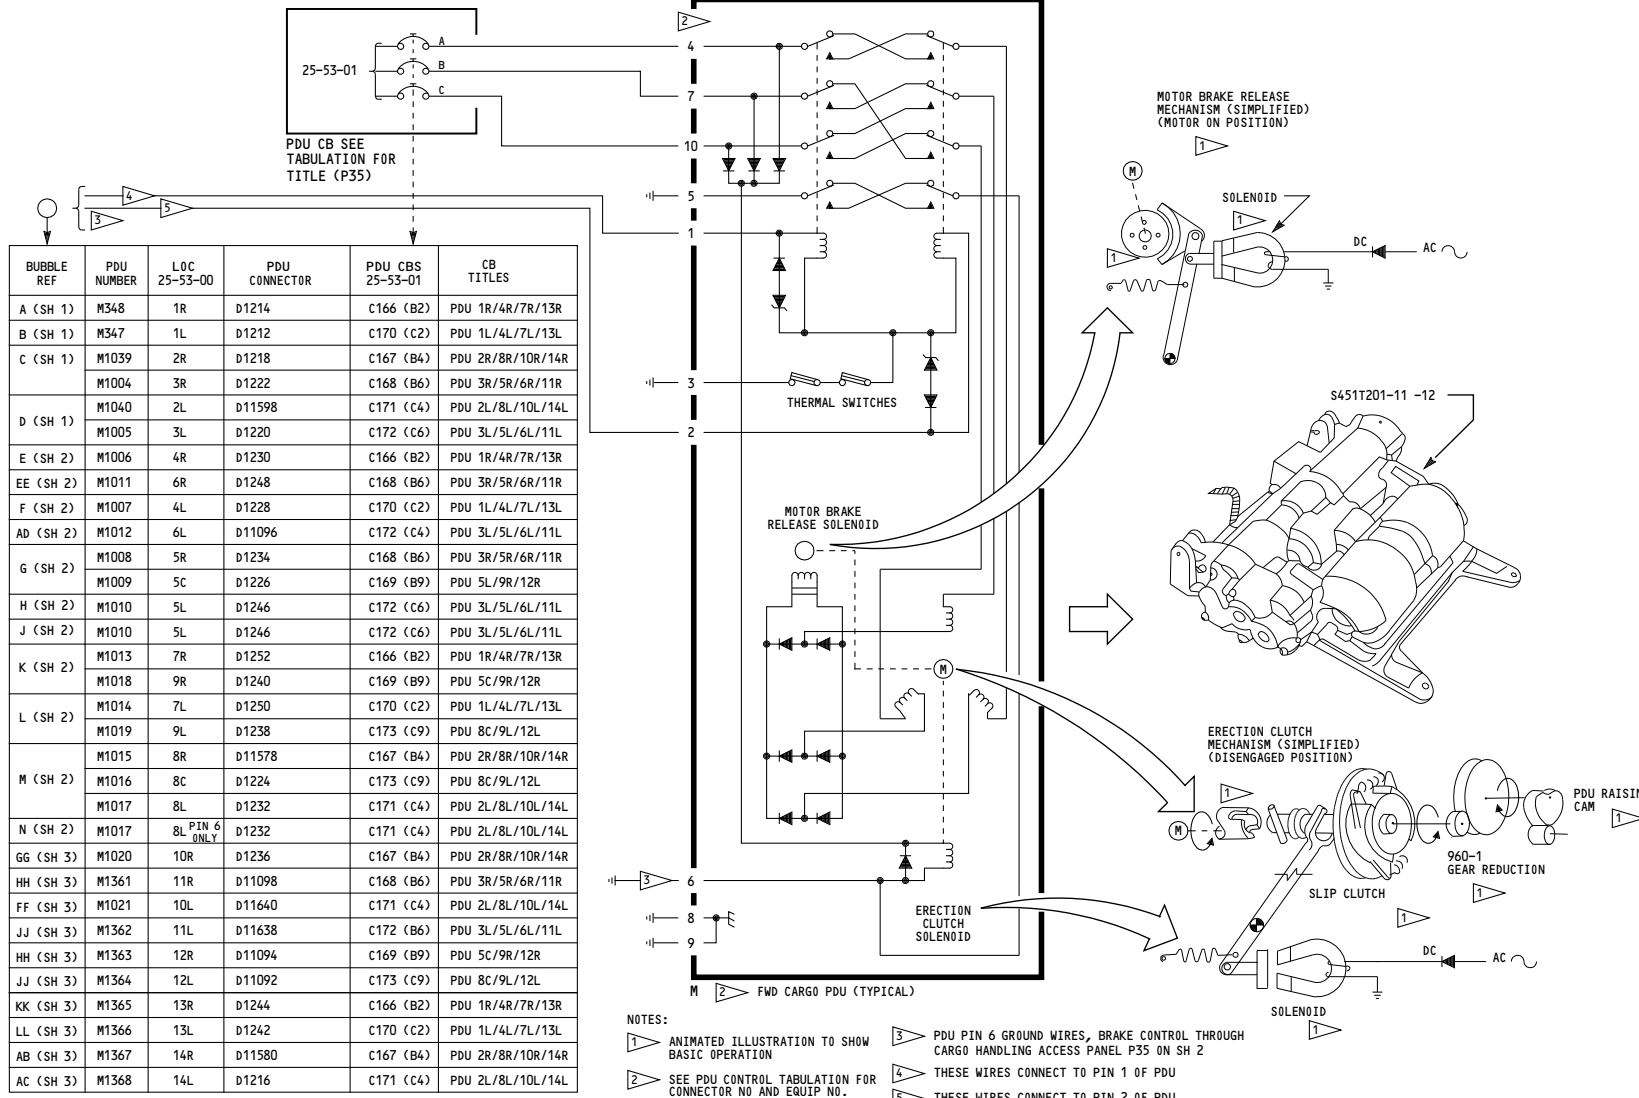 25-53-01
A
B
C
PDU CB SEE
TABULATION FOR
TITLE (P35)
4
3
5
BUBBLE REF | PDU NUMBER | LOC 25-53-00 | PDU CONNECTOR | PDU CBS 25-53-01 | CB TITLES
A (SH 1) M348 1R D1214 C166 (B2) PDU 1R/4R/7R/13R
B (SH 1) M347 1L D1212 C170 (C2) PDU 1L/4L/7L/13L
C (SH 1) M1039 2R D1218 C167 (B4) PDU 2R/8R/10R/14R
M1004 3R D1222 C168 (B6) PDU 3R/5R/6R/11R
D (SH 1) M1040 2L D11598 C171 (C4) PDU 2L/8L/10L/14L
M1005 3L D1220 C172 (C6) PDU 3L/5L/6L/11L
E (SH 2) M1006 4R D1230 C166 (B2) PDU 1R/4R/7R/13R
EE (SH 2) M1011 6R D1248 C168 (B6) PDU 3R/5R/6R/11R
F (SH 2) M1007 4L D1228 C170 (C2) PDU 1L/4L/7L/13L
AD (SH 2) M1012 6L D11096 C172 (C4) PDU 3L/5L/6L/11L
G (SH 2) M1008 5R D1234 C168 (B6) PDU 3R/5R/6R/11R
M1009 5C D1226 C169 (B9) PDU 5L/9R/12R
H (SH 2) M1010 5L D1246 C172 (C6) PDU 3L/5L/6L/11L
J (SH 2) M1010 5L D1246 C172 (C6) PDU 3L/5L/6L/11L
K (SH 2) M1013 7R D1252 C166 (B2) PDU 1R/4R/7R/13R
M1018 9R D1240 C169 (B9) PDU 5C/9R/12R
L (SH 2) M1014 7L D1250 C170 (C2) PDU 1L/4L/7L/13L
M1019 9L D1238 C173 (C9) PDU 8C/9L/12L
M (SH 2) M1015 8R D11578 C167 (B4) PDU 2R/8R/10R/14R
M1016 8C D1224 C173 (C9) PDU 8C/9L/12L
M1017 8L D1232 C171 (C4) PDU 2L/8L/10L/14L
N (SH 2) M1017 8L PIN 6 ONLY D1232 C171 (C4) PDU 2L/8L/10L/14L
GG (SH 3) M1020 10R D1236 C167 (B4) PDU 2R/8R/10R/14R
HH (SH 3) M1361 11R D11098 C168 (B6) PDU 3R/5R/6R/11R
FF (SH 3) M1021 10L D11640 C171 (C4) PDU 2L/8L/10L/14L
JJ (SH 3) M1362 11L D11638 C172 (B6) PDU 3L/5L/6L/11L
HH (SH 3) M1363 12R D11094 C169 (B9) PDU 5C/9R/12R
JJ (SH 3) M1364 12L D11092 C173 (C9) PDU 8C/9L/12L
KK (SH 3) M1365 13R D1244 C166 (B2) PDU 1R/4R/7R/13R
LL (SH 3) M1366 13L D1242 C170 (C2) PDU 1L/4L/7L/13L
AB (SH 3) M1367 14R D11580 C167 (B4) PDU 2R/8R/10R/14R
AC (SH 3) M1368 14L D1216 C171 (C4) PDU 2L/8L/10L/14L
2
4
7
10
5
1
3
THERMAL SWITCHES
2
MOTOR BRAKE
RELEASE SOLENOID
M
3
6
8
9
ERECTION
CLUTCH
SOLENOID
M 2 FWD CARGO PDU (TYPICAL)
MOTOR BRAKE RELEASE
MECHANISM (SIMPLIFIED)
(MOTOR ON POSITION)
1
M
SOLENOID
1
1
DC
AC
S451T201-11 -12
ERECTION CLUTCH
MECHANISM (SIMPLIFIED)
(DISENGAGED POSITION)
1
M
PDU RAISIN
CAM
1
960-1
GEAR REDUCTION
1
SLIP CLUTCH
1
DC
AC
SOLENOID
1
NOTES:
1 ANIMATED ILLUSTRATION TO SHOW
BASIC OPERATION
2 SEE PDU CONTROL TABULATION FOR
CONNECTOR NO AND EQUIP NO.
3 PDU PIN 6 GROUND WIRES, BRAKE CONTROL THROUGH
CARGO HANDLING ACCESS PANEL P35 ON SH 2
4 THESE WIRES CONNECT TO PIN 1 OF PDU
5 THESE WIRES CONNECT TO PIN 2 OF PDU